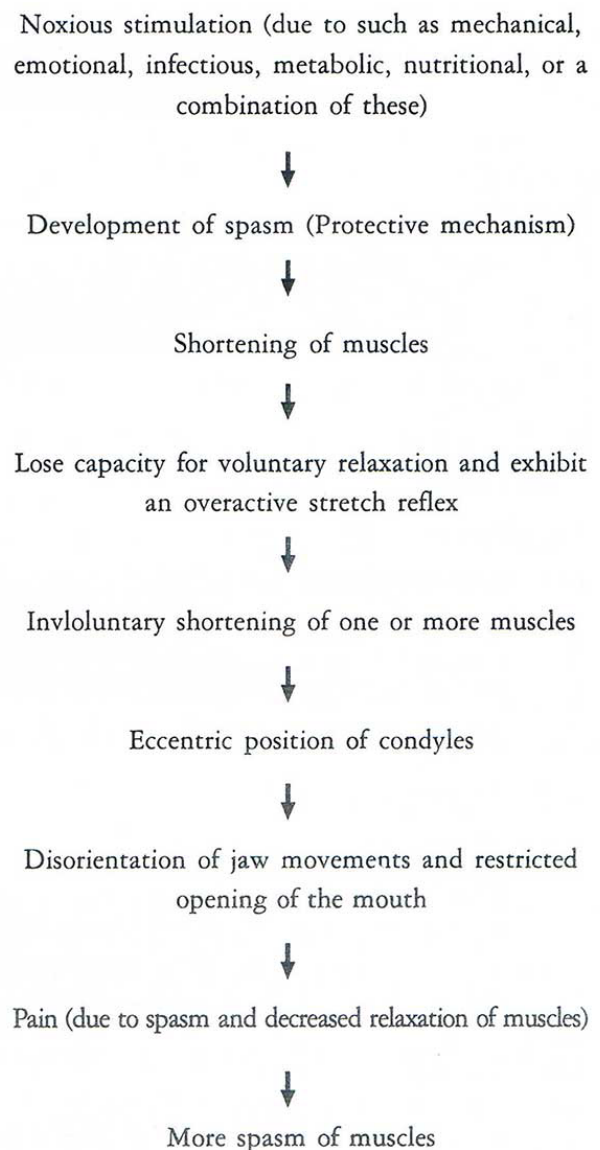 Noxious stimulation (due to such as mechanical,
emotional, infectious, metabolic, nutritional, or a
combination of these)
Development of spasm (Protective mechanism)
Shortening of muscles
Lose capacity for voluntary relaxation and exhibit
an overactive stretch reflex
Invloluntary shortening of one or more muscles
Eccentric position of condyles
Disorientation of jaw movements and restricted
opening of the mouth
Pain (due to spasm and decreased relaxation of muscles)
More spasm of muscles